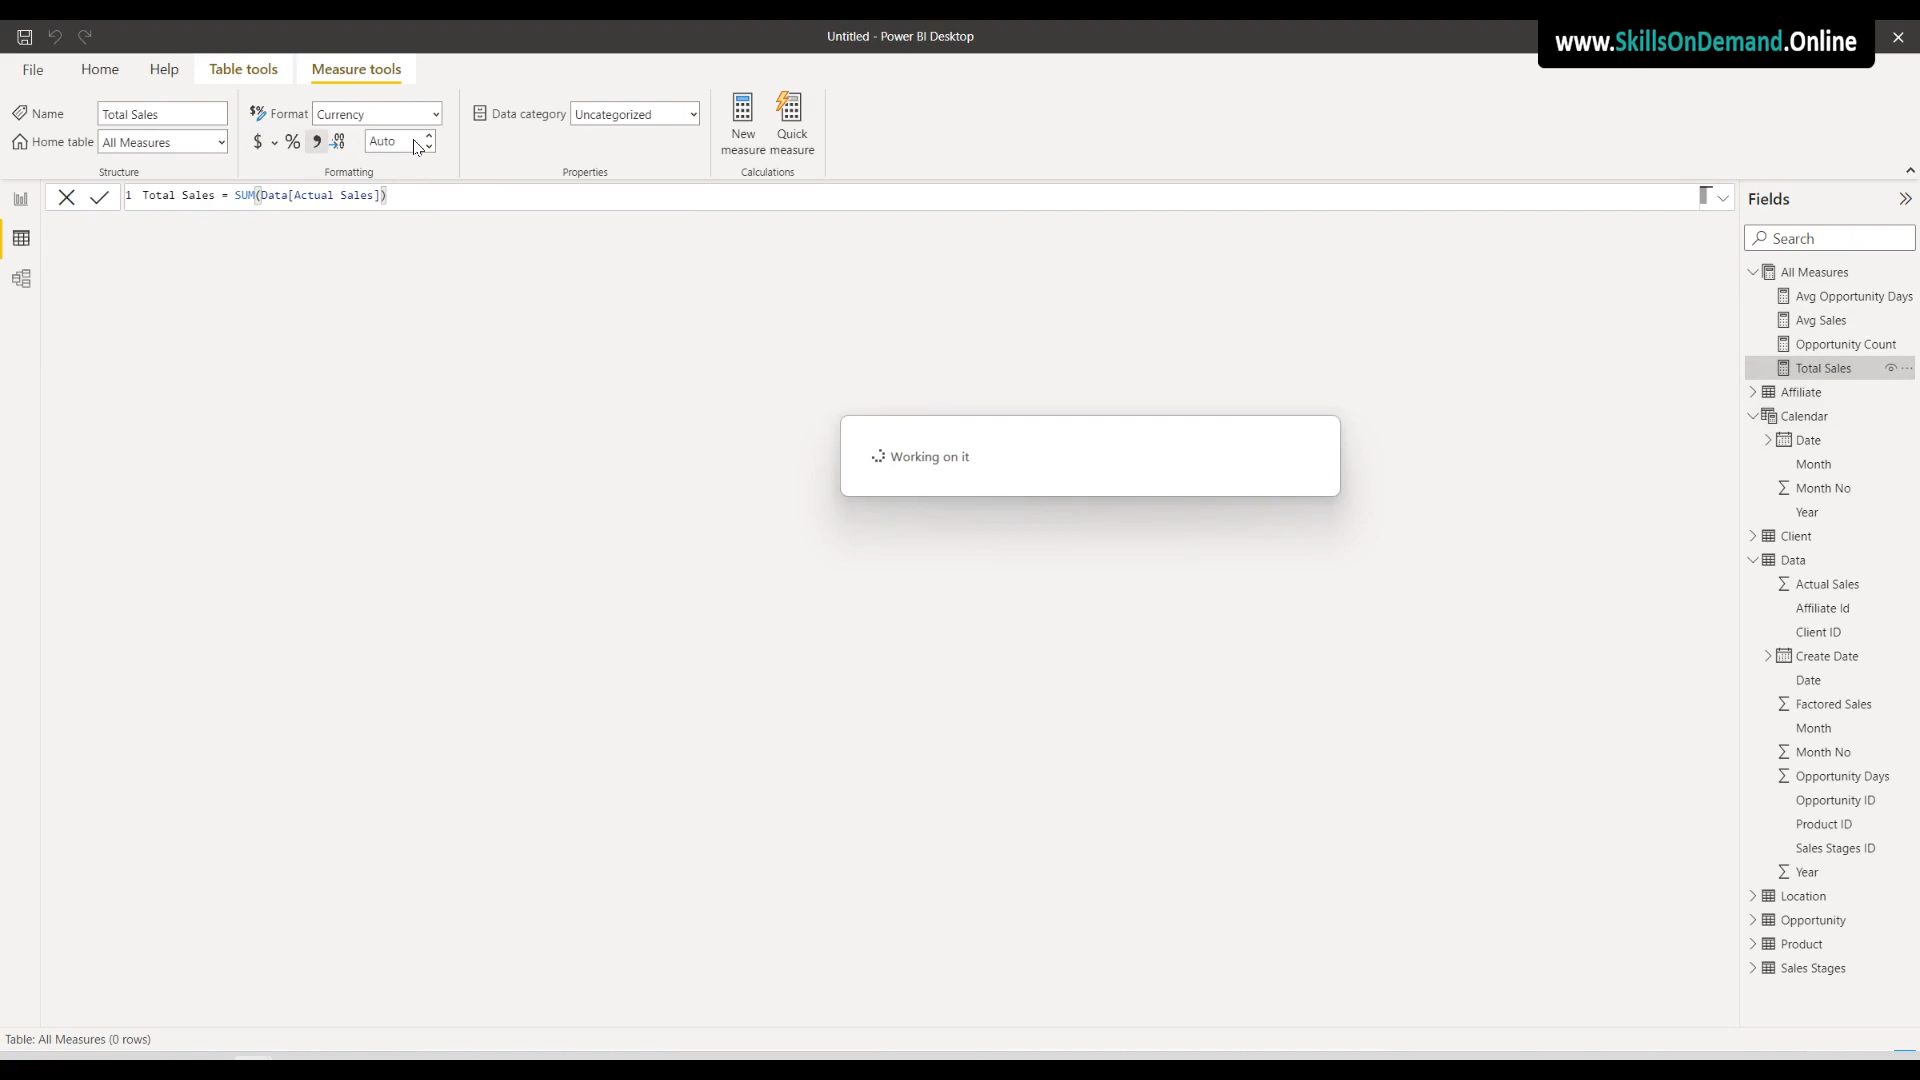 Untitled - Power BI Desktop
www.SkillsOnDemand.Online
File
Home
Help
Table tools
Measure tools
Name
Total Sales
Home table
All Measures
Structure
Format
Currency
$
%
Auto
Formatting
Data category
Uncategorized
Properties
New measure
Quick measure
Calculations
1 Total Sales = SUM(Data[Actual Sales])
Working on it
Fields
Search
All Measures
Avg Opportunity Days
Avg Sales
Opportunity Count
Total Sales
Affiliate
Calendar
Date
Month
Month No
Year
Client
Data
Actual Sales
Affiliate Id
Client ID
Create Date
Date
Factored Sales
Month
Month No
Opportunity Days
Opportunity ID
Product ID
Sales Stages ID
Year
Location
Opportunity
Product
Sales Stages
Table: All Measures (0 rows)